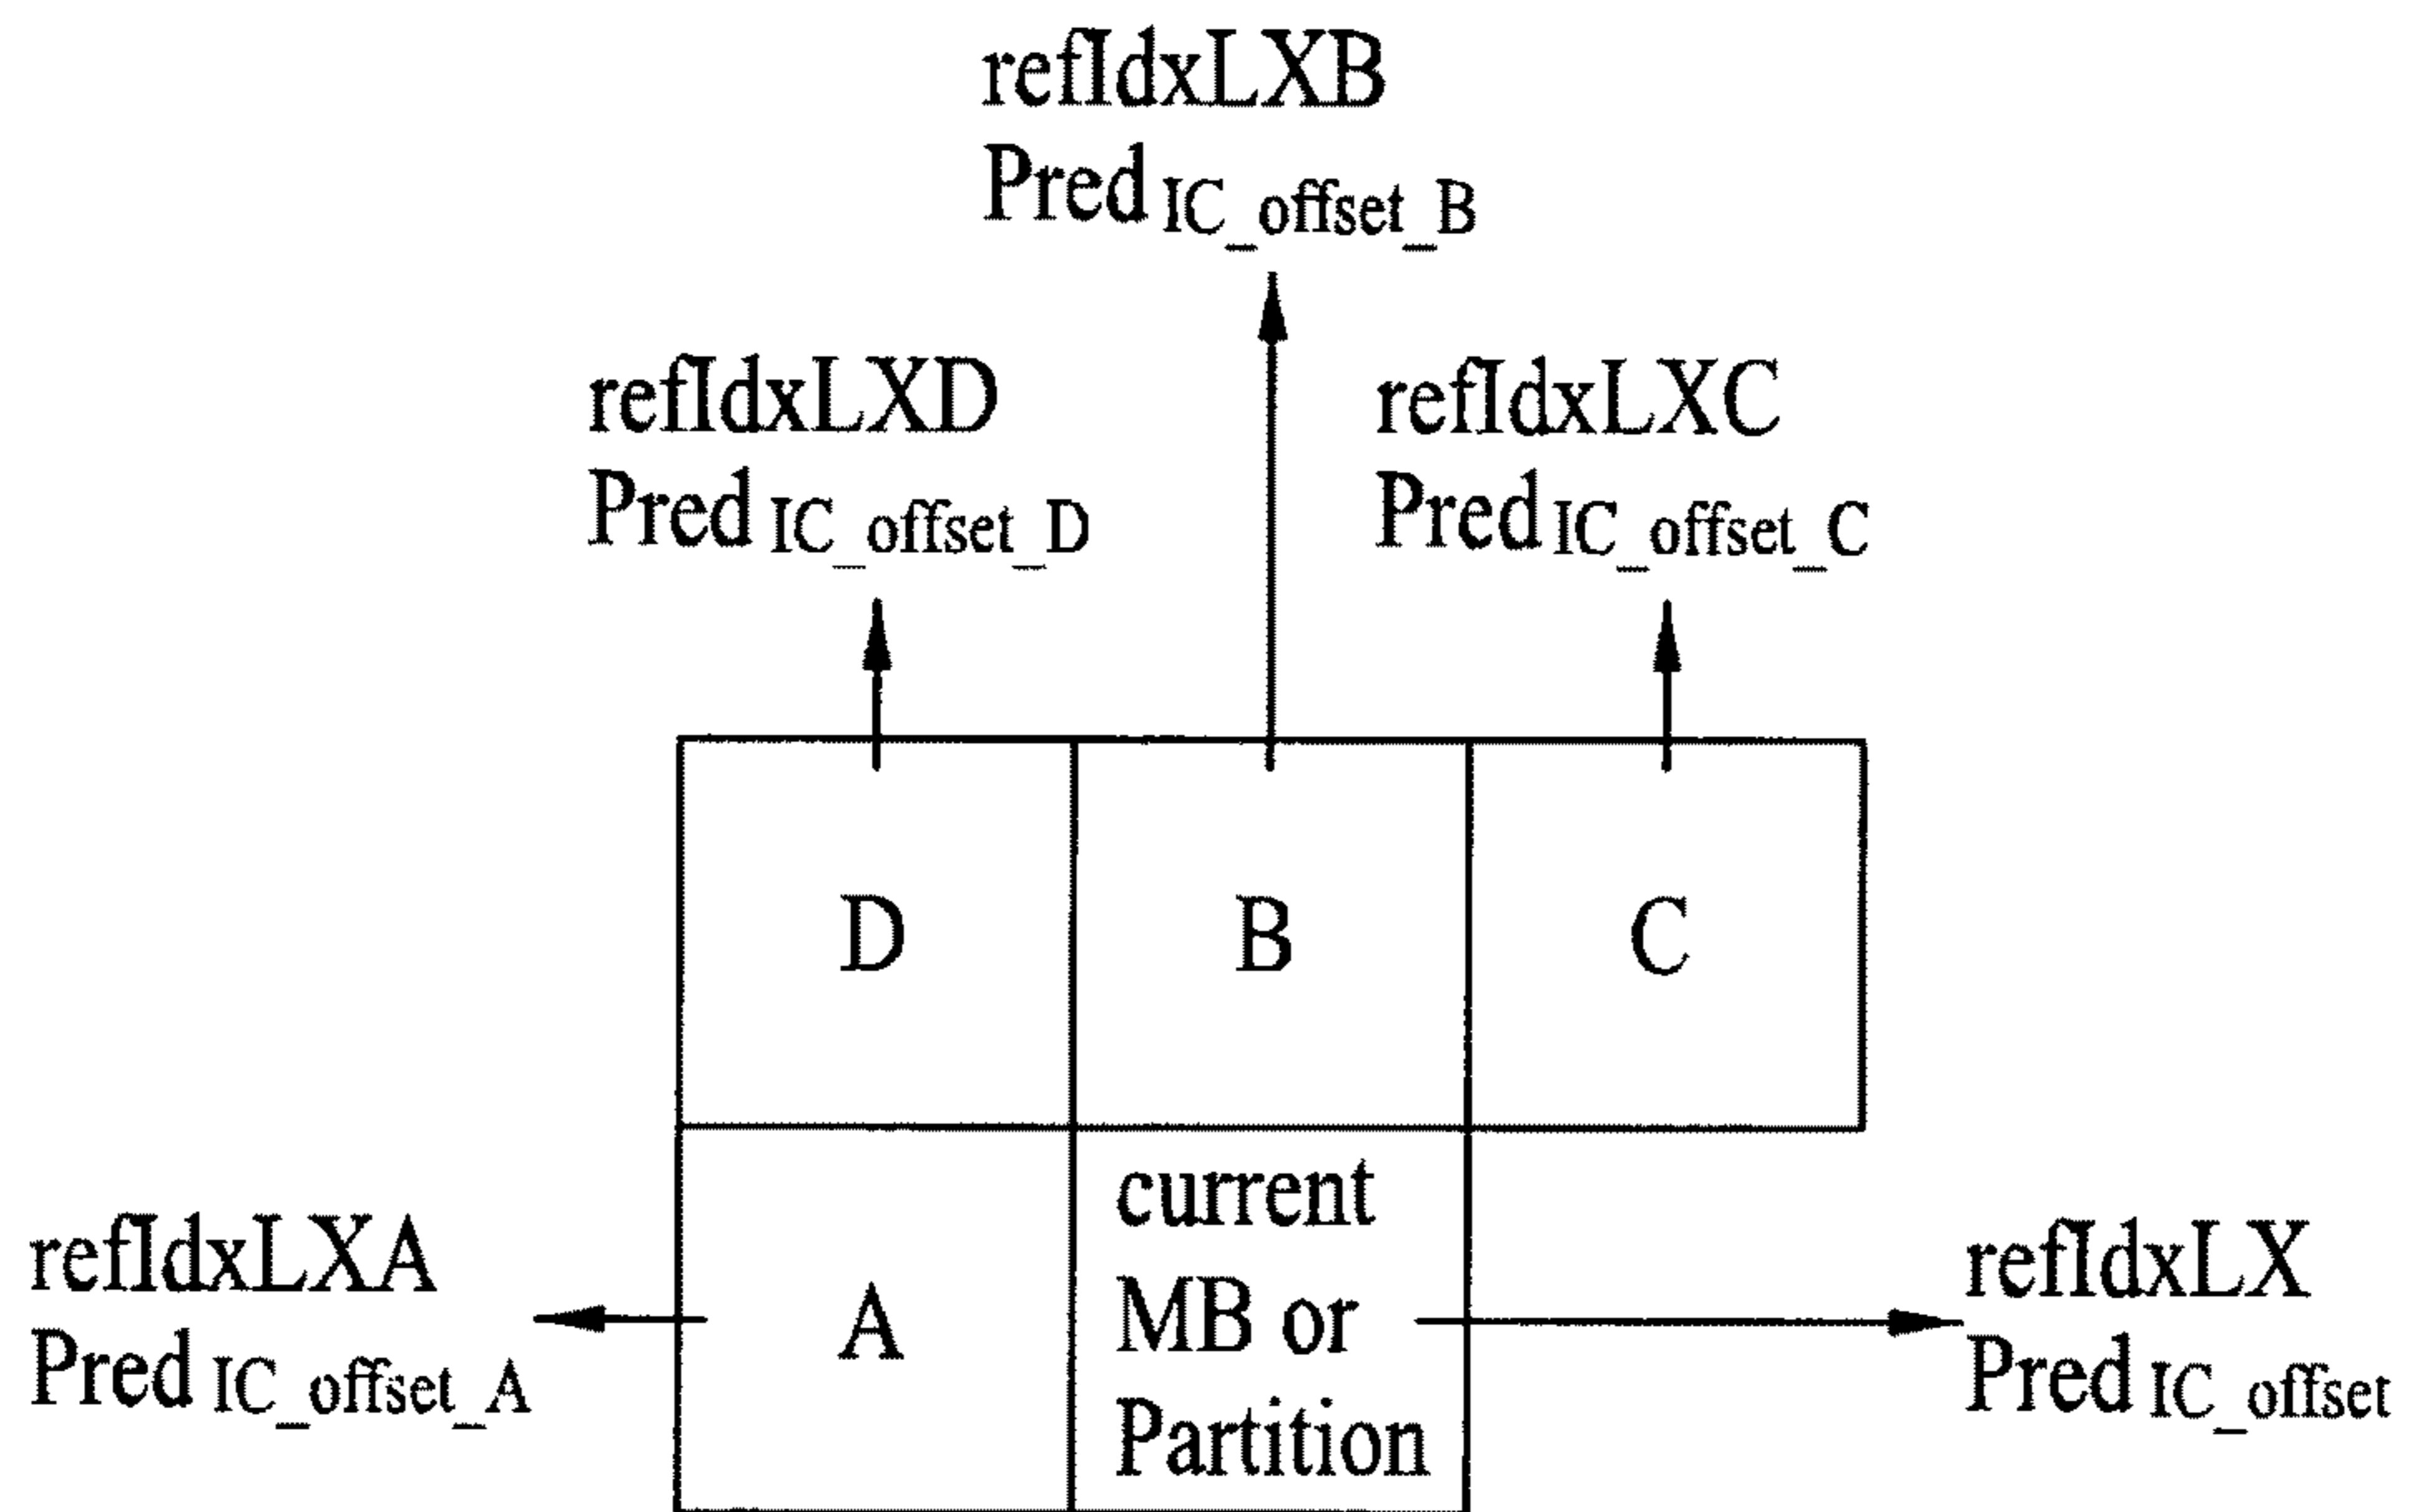 refIdxLXB
Pred IC_offset_B
refIdxLXD
Pred IC_offset_D
refIdxLXC
Pred IC_offset_C
D
B
C
refIdxLXA
Pred IC_offset_A
A
current
MB or
Partition
refIdxLX
Pred IC_offset